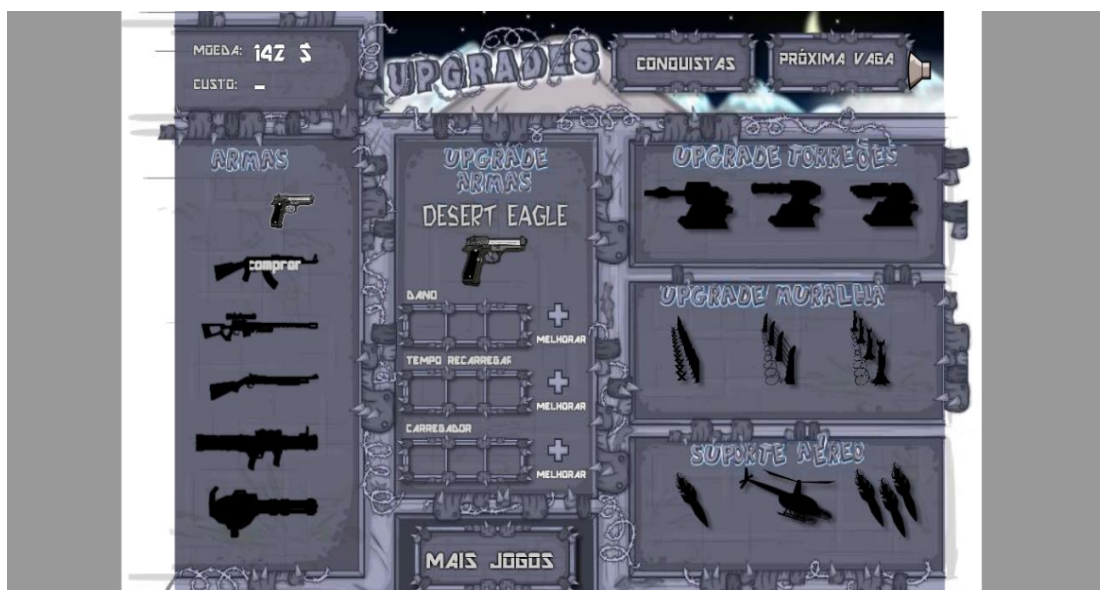 MOEDA: 142 $
CUSTO: -
UPGRADES
CONQUISTAS
PRÓXIMA VAGA
ARMAS
comprar
UPGRADE
ARMAS
DESERT EAGLE
DANO
MELHORAR
TEMPO RECARREGAR
MELHORAR
CARREGADOR
MELHORAR
MAIS JOGOS
UPGRADE TORREÕES
UPGRADE MURALHA
SUPORTE AÉREO